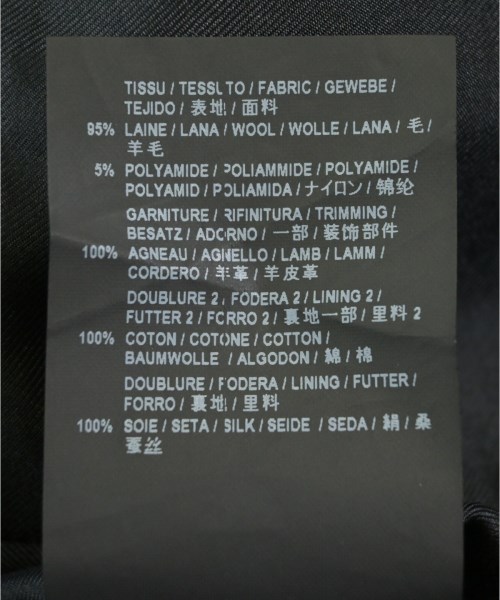 TISSU / TESSUTO / FABRIC / GEWEBE /
TEJIDO / 表地 / 面料
95% LAINE / LANA / WOOL / WOLLE / LANA / 毛 /
羊毛
5% POLYAMIDE / POLIAMMIDE / POLYAMIDE /
POLYAMID / POLIAMIDA / ナイロン / 锦纶
GARNITURE / RIFINITURA / TRIMMING /
BESATZ / ADORNO / 一部 / 装饰部件
100% AGNEAU / AGNELLO / LAMB / LAMM /
CORDERO / 羊革 / 羊皮革
DOUBLURE 2 / FODERA 2 / LINING 2 /
FUTTER 2 / FORRO 2 / 裏地一部 / 里料 2
100% COTON / COTONE / COTTON /
BAUMWOLLE / ALGODON / 綿 / 棉
DOUBLURE / FODERA / LINING / FUTTER /
FORRO / 裏地 / 里料
100% SOIE / SETA / SILK / SEIDE / SEDA / 絹 / 桑
蚕丝